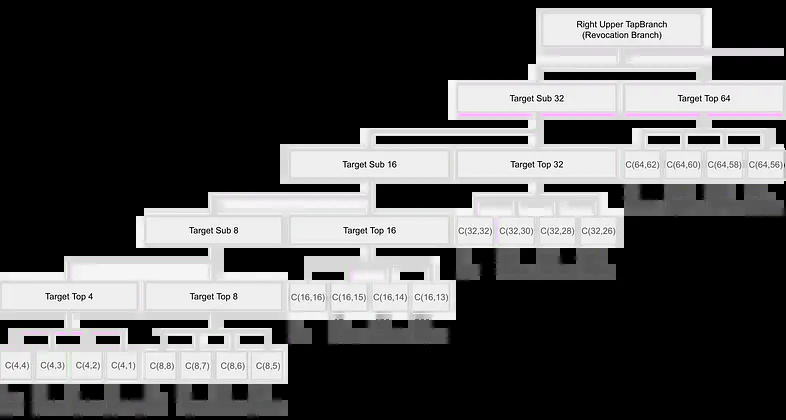 Right Upper TapBranch
(Revocation Branch)
Target Sub 32
Target Top 64
Target Sub 16
Target Top 32
C(64,62)
C(64,60)
C(64,58)
C(64,56)
Target Sub 8
Target Top 16
C(32,32)
C(32,30)
C(32,28)
C(32,26)
Target Top 4
Target Top 8
C(16,16)
C(16,15)
C(16,14)
C(16,13)
C(4,4)
C(4,3)
C(4,2)
C(4,1)
C(8,8)
C(8,7)
C(8,6)
C(8,5)